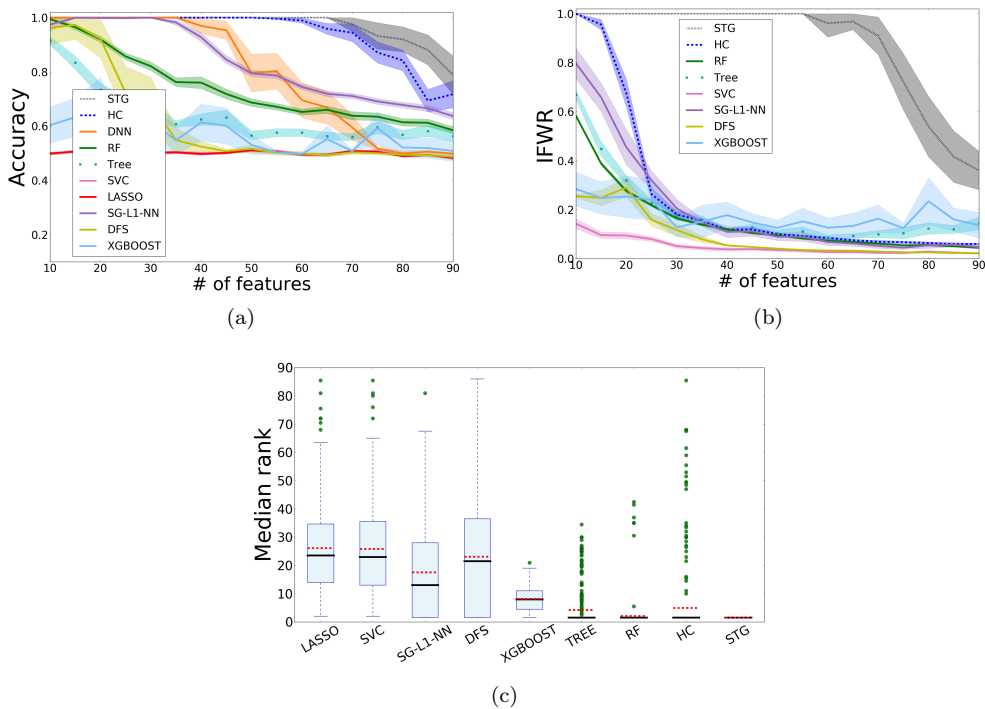 1.0
0.8
0.6
0.4
0.2
Accuracy
STG
HC
DNN
RF
Tree
SVC
LASSO
SG-L1-NN
DFS
XGBOOST
10 20 30 40 50 60 70 80 90
# of features
(a)
1.0
0.8
0.6
0.4
0.2
0.0
IFWR
STG
HC
RF
Tree
SVC
SG-L1-NN
DFS
XGBOOST
10 20 30 40 50 60 70 80 90
# of features
(b)
90
80
70
60
50
40
30
20
10
0
Median rank
LASSO SVC SG-L1-NN DFS XGBOOST TREE RF HC STG
(c)